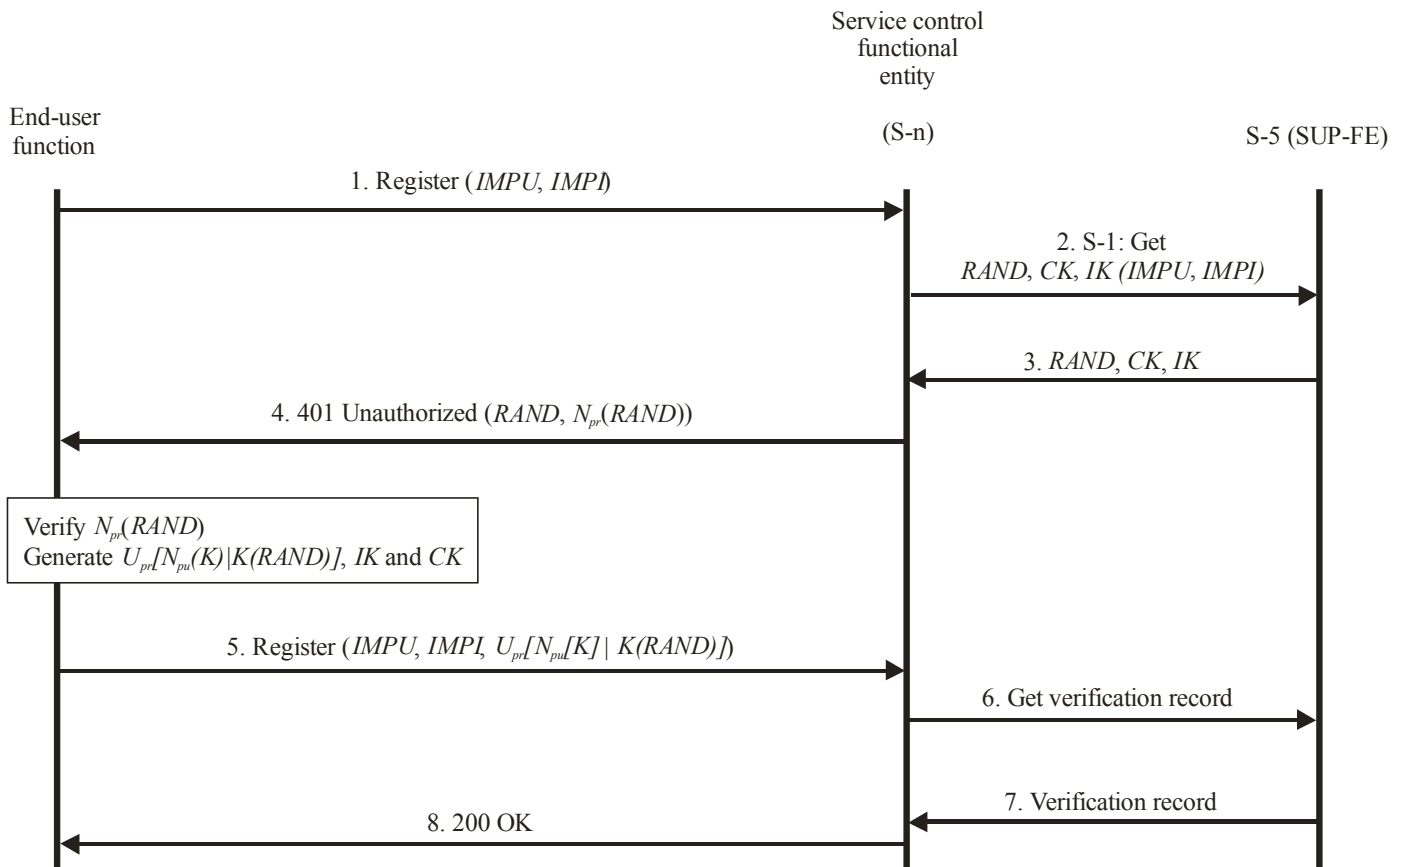 Service control
functional
entity
(S-n)
End-user
function
S-5 (SUP-FE)
1. Register (IMPU, IMPI)
2. S-1: Get
RAND, CK, IK (IMPU, IMPI)
3. RAND, CK, IK
4. 401 Unauthorized (RAND, Npr(RAND))
Verify Npr(RAND)
Generate Upr[Npu(K)|K(RAND)], IK and CK
5. Register (IMPU, IMPI, Upr[Npu[K] | K(RAND)])
6. Get verification record
7. Verification record
8. 200 OK